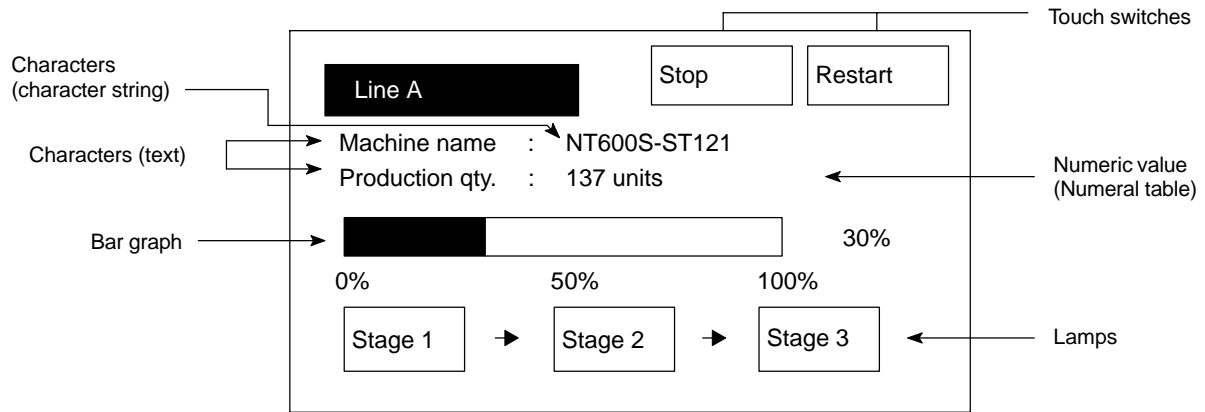 Touch switches
Characters
(character string)
Line A
Stop
Restart
Machine name : NT600S-ST121
Characters (text)
Production qty. : 137 units
Numeric value
(Numeral table)
Bar graph
30%
0% 50% 100%
Stage 1
Stage 2
Stage 3
Lamps